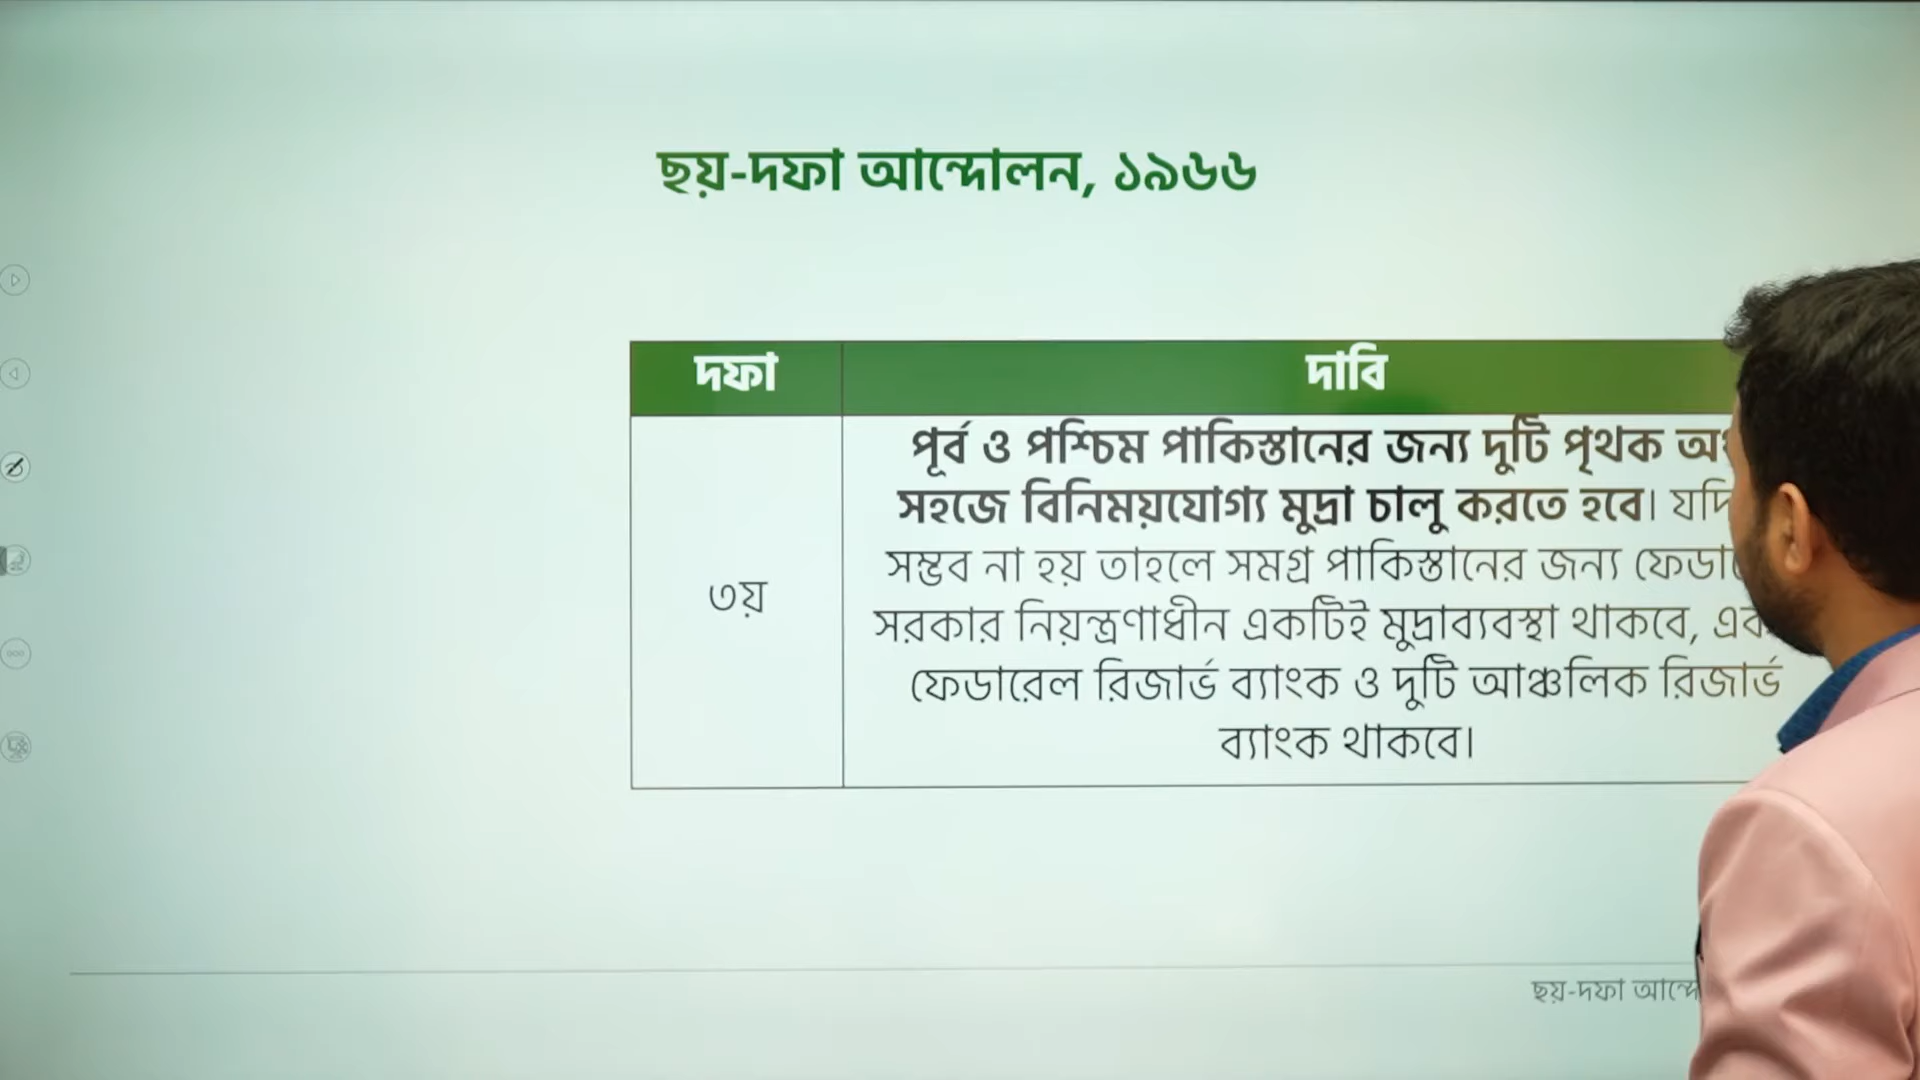 ছয়-দফা আন্দোলন, ১৯৬৬
দফা
দাবি
৩য়
পূর্ব ও পশ্চিম পাকিস্তানের জন্য দুটি পৃথক
সহজে বিনিময়যোগ্য মুদ্রা চালু করতে হবে। যদি
সম্ভব না হয় তাহলে সমগ্র পাকিস্তানের জন্য
সরকার নিয়ন্ত্রণাধীন একটিই মুদ্রাব্যবস্থা থাকবে,
ফেডারেল রিজার্ভ ব্যাংক ও দুটি আঞ্চলিক রিজার্ভ
ব্যাংক থাকবে।
ছয়-দফা